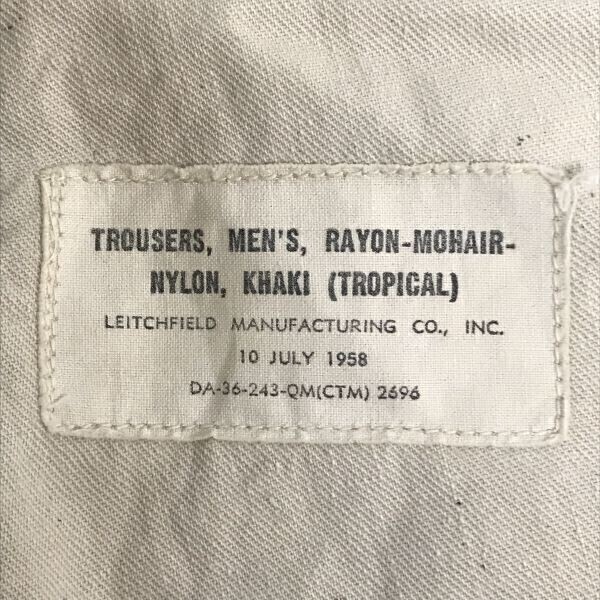 TROUSERS, MEN'S, RAYON-MOHAIR-
NYLON, KHAKI (TROPICAL)
LEITCHFIELD MANUFACTURING CO., INC.
10 JULY 1958
DA-36-243-QM(CTM) 2696